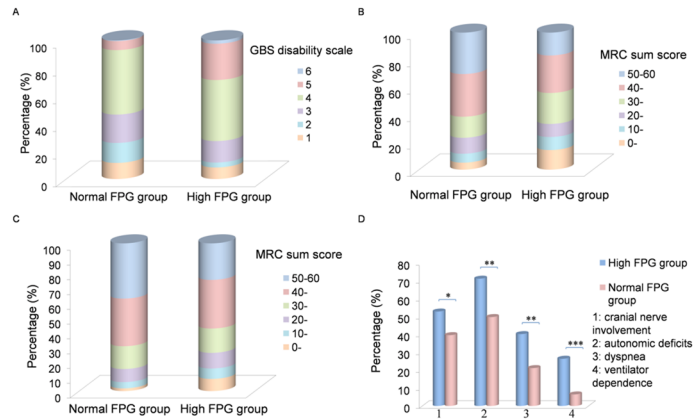 A
GBS disability scale
6
5
4
3
2
1
Percentage (%)
100
80
60
40
20
0
Normal FPG group
High FPG group
B
MRC sum score
50-60
40-
30-
20-
10-
0-
Percentage (%)
100
80
60
40
20
0
Normal FPG group
High FPG group
C
MRC sum score
50-60
40-
30-
20-
10-
0-
Percentage (%)
100
90
80
70
60
50
40
30
20
10
0
Normal FPG group
High FPG group
D
High FPG group
Normal FPG
group
1: cranial nerve
involvement
2: autonomic deficits
3: dyspnea
4: ventilator
dependence
Percentage (%)
80
70
60
50
40
30
20
10
0
*
**
**
***
1
2
3
4